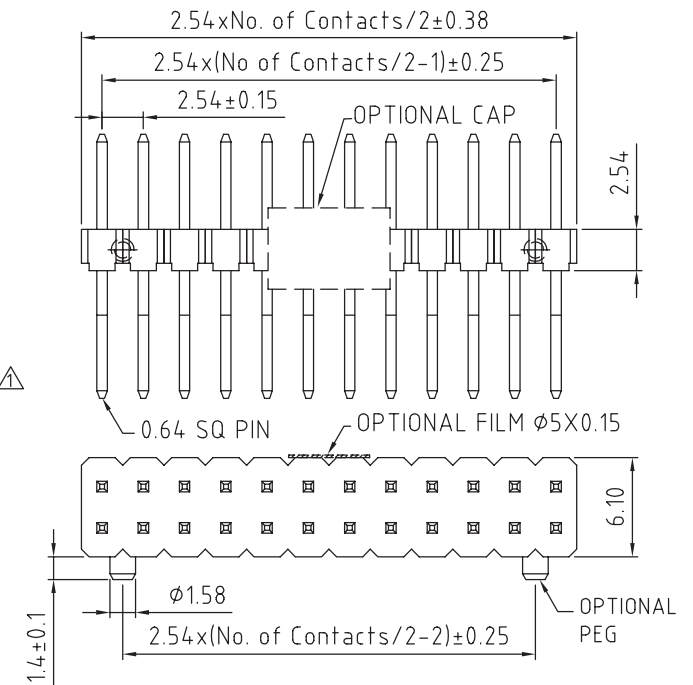 2.54xNo. of Contacts/2±0.38
2.54x(No of Contacts/2-1)±0.25
2.54±0.15
OPTIONAL CAP
2.54
1
0.64 SQ PIN
OPTIONAL FILM Ø5X0.15
6.10
Ø1.58
1.4±0.1
2.54x(No. of Contacts/2-2)±0.25
OPTIONAL
PEG